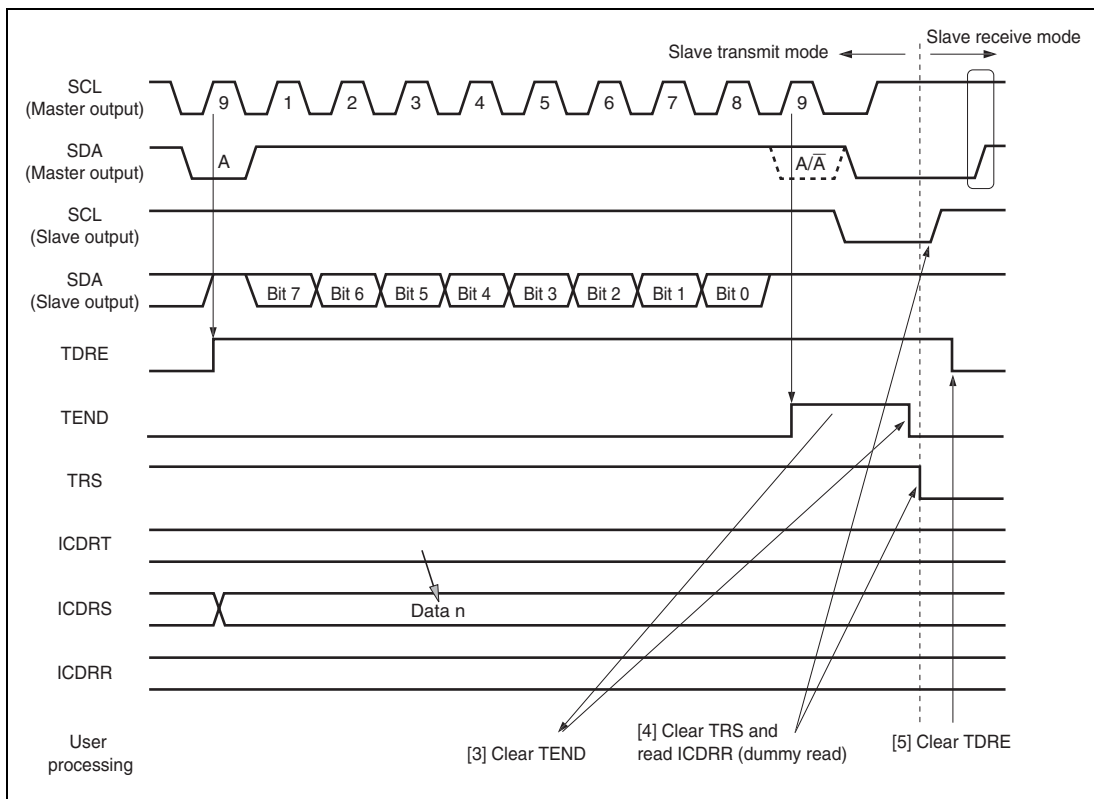 Slave transmit mode
Slave receive mode
SCL
(Master output)
9 1 2 3 4 5 6 7 8 9
SDA
(Master output)
A
A/A̅
SCL
(Slave output)
SDA
(Slave output)
Bit 7 Bit 6 Bit 5 Bit 4 Bit 3 Bit 2 Bit 1 Bit 0
TDRE
TEND
TRS
ICDRT
ICDRS
Data n
ICDRR
User
processing
[3] Clear TEND
[4] Clear TRS and
read ICDRR (dummy read)
[5] Clear TDRE